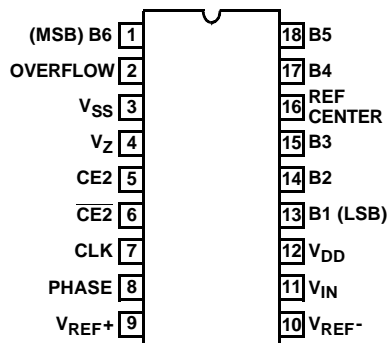 (MSB) B6 1 18 B5
OVERFLOW 2 17 B4
VSS 3 16 REF CENTER
VZ 4 15 B3
CE2 5 14 B2
C̅E̅2̅ 6 13 B1 (LSB)
CLK 7 12 VDD
PHASE 8 11 VIN
VREF+ 9 10 VREF-